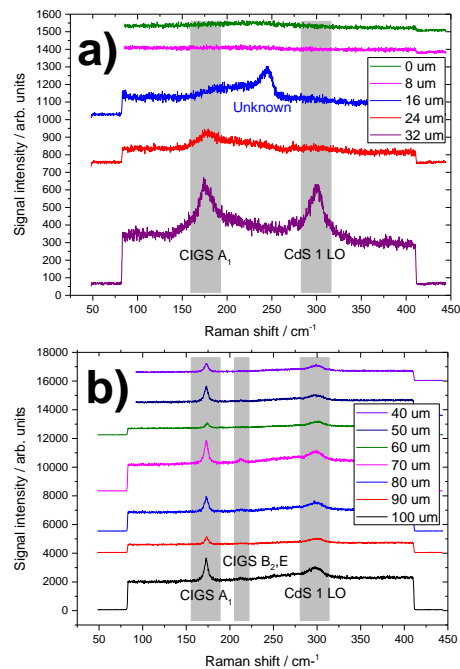 a)
1600
1500
1400
1300
1200
1100
1000
900
800
700
600
500
400
300
200
100
0
Signal intensity / arb. units
0 um
8 um
16 um
24 um
32 um
Unknown
CIGS A1
CdS 1 LO
50 100 150 200 250 300 350 400 450
Raman shift / cm-1
b)
18000
16000
14000
12000
10000
8000
6000
4000
2000
0
Signal intensity / arb. units
40 um
50 um
60 um
70 um
80 um
90 um
100 um
CIGS B2,E
CIGS A1
CdS 1 LO
50 100 150 200 250 300 350 400 450
Raman shift / cm-1